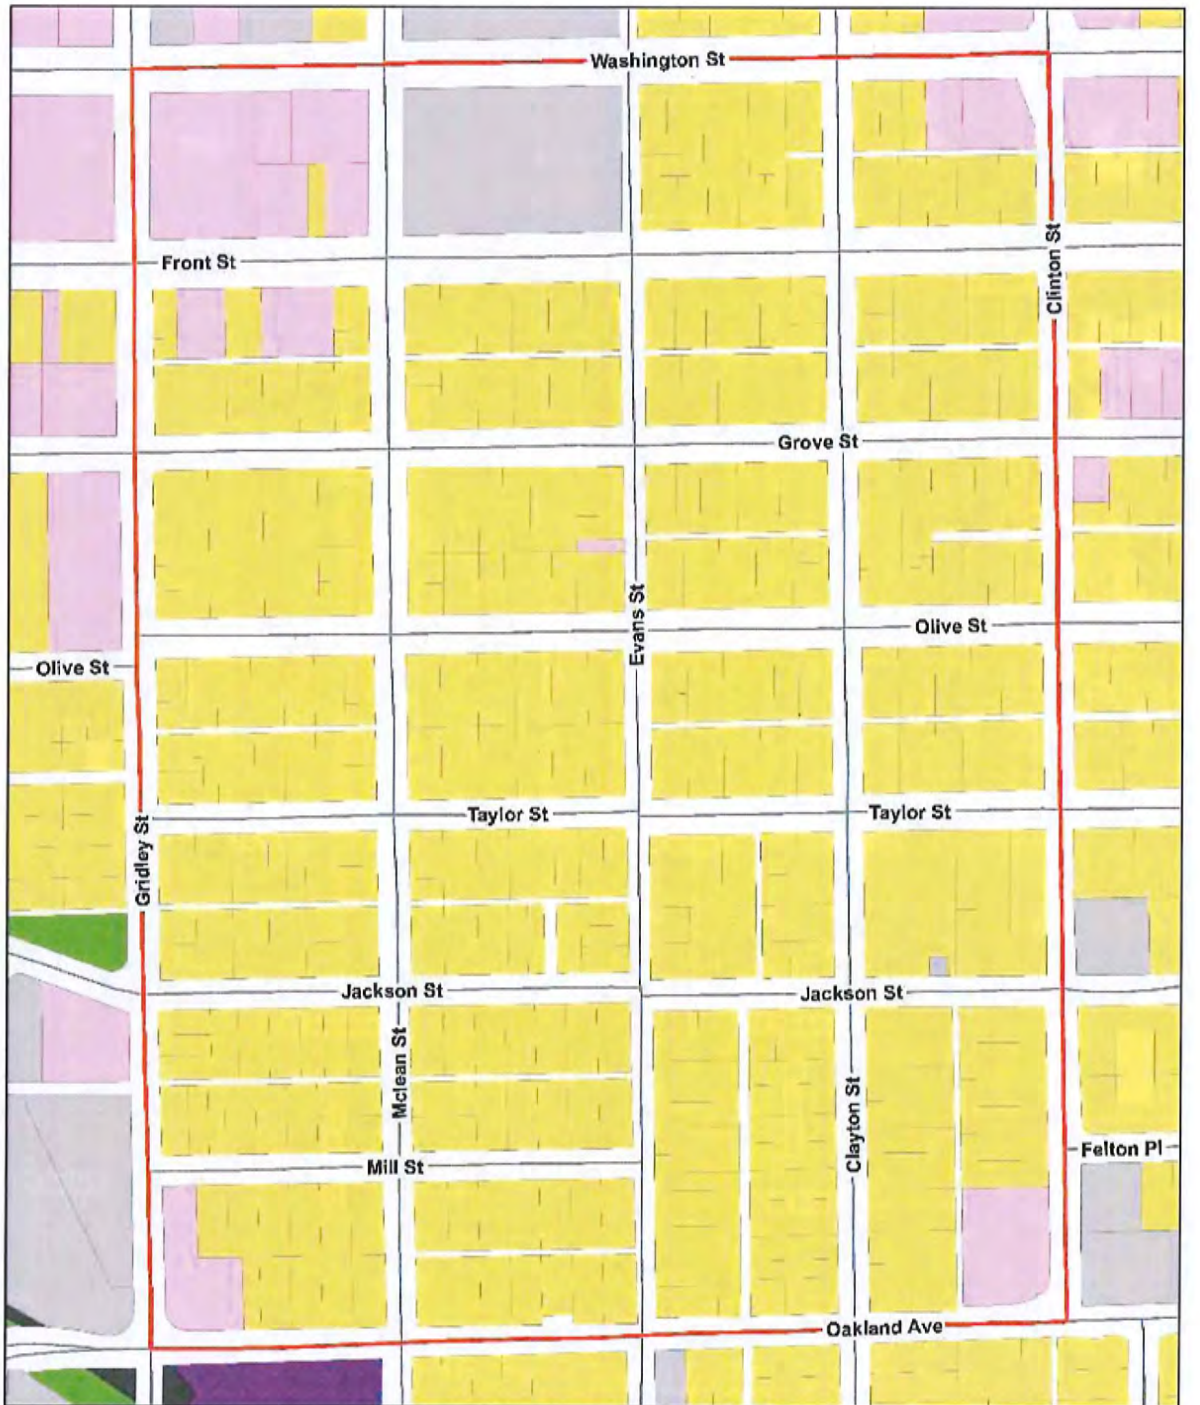 Washington St
Front St
Clinton St
Grove St
Evans St
Olive St
Olive St
Taylor St
Taylor St
Gridley St
Jackson St
Jackson St
Mclean St
Clayton St
Felton Pl
Mill St
Oakland Ave